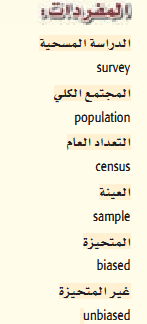 المفردات:
الدراسة المسحية
survey
المجتمع الكلي
population
التعداد العام
census
العينة
sample
المتحيزة
biased
غير المتحيزة
unbiased